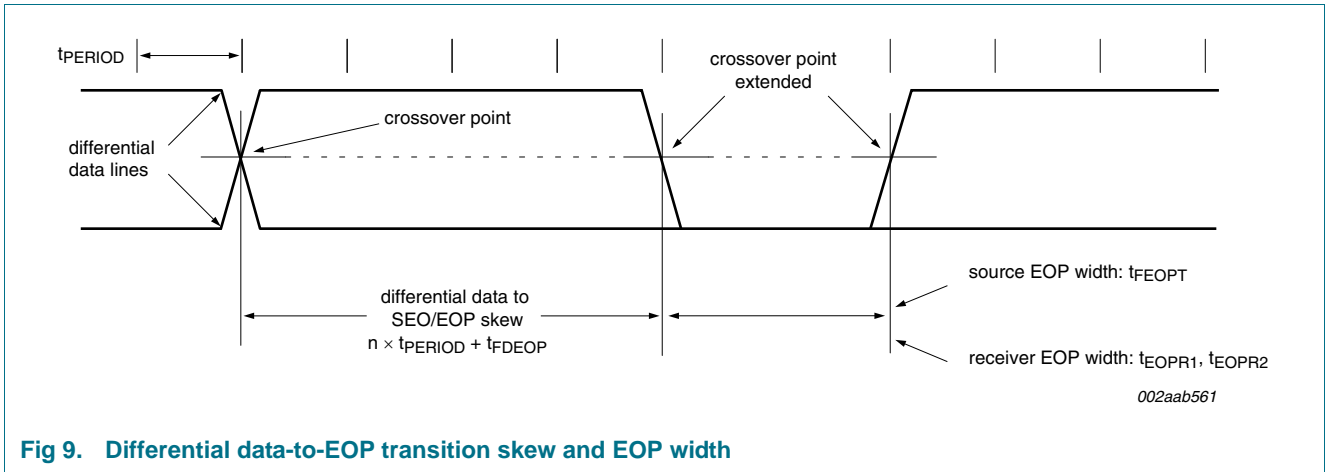 tPERIOD
crossover point
extended
crossover point
differential
data lines
source EOP width: tFEOPT
differential data to
SEO/EOP skew
n × tPERIOD + tFDEOP
receiver EOP width: tEOPR1, tEOPR2
002aab561
Fig 9. Differential data-to-EOP transition skew and EOP width